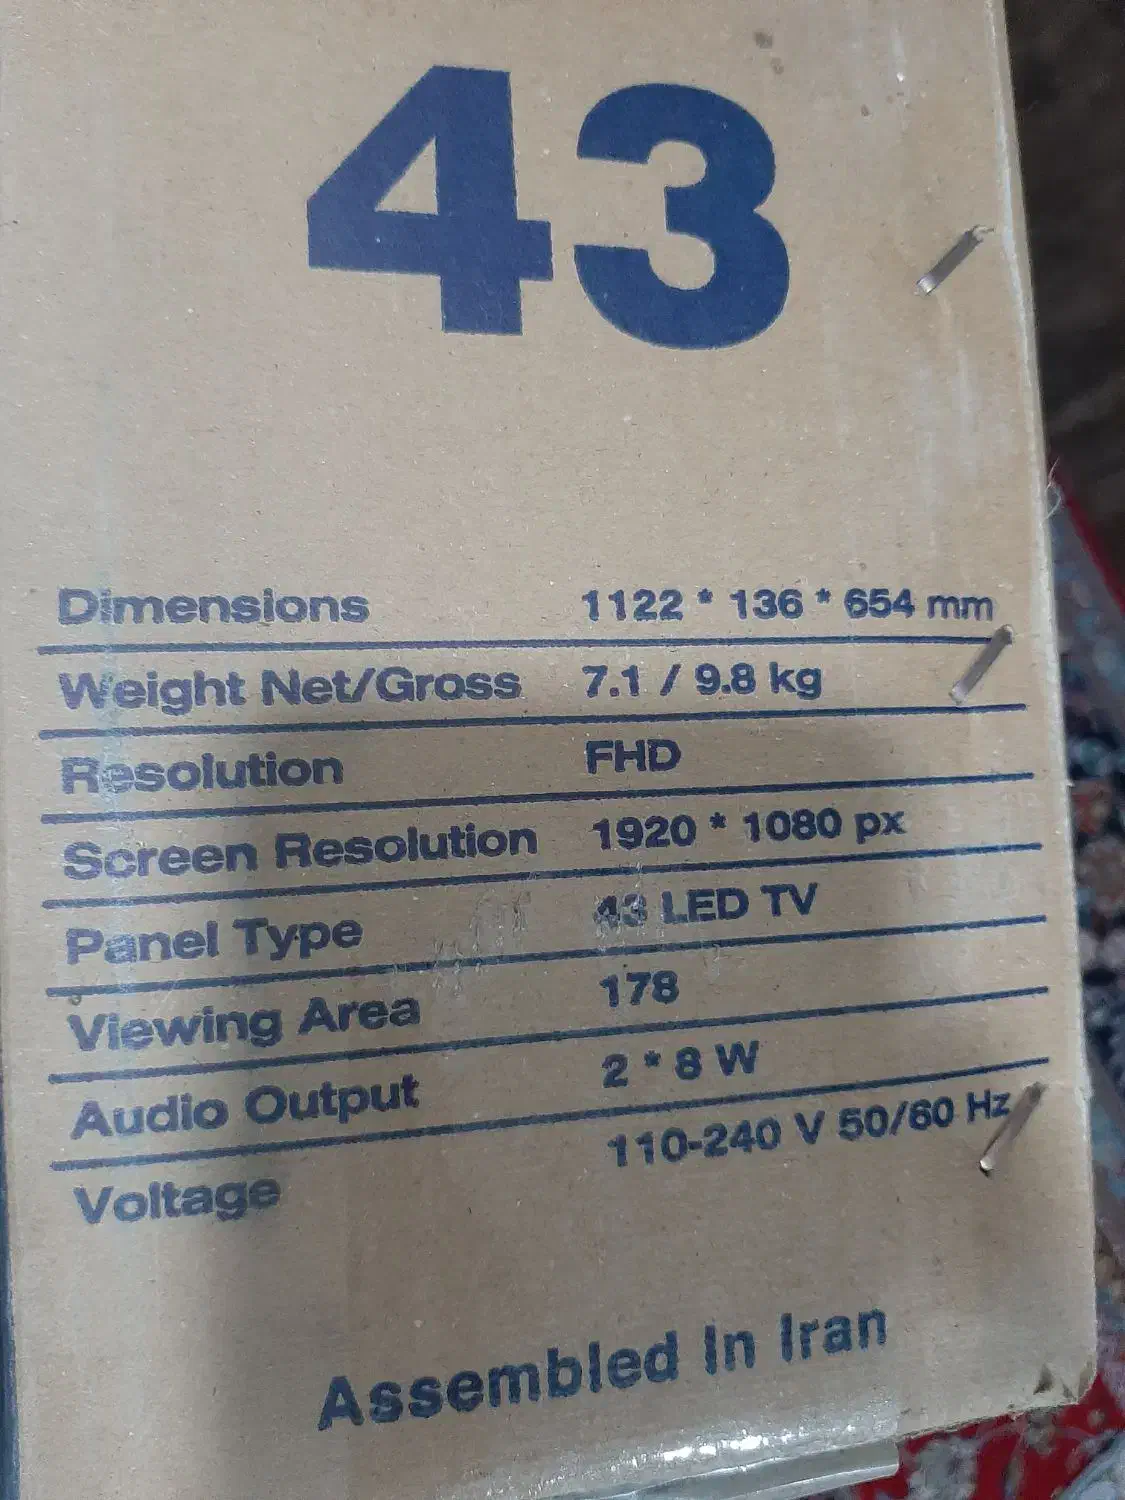 43
Dimensions 1122 * 136 * 654 mm
Weight Net/Gross 7.1 / 9.8 kg
Resolution FHD
Screen Resolution 1920 * 1080 px
Panel Type 43 LED TV
Viewing Area 178
Audio Output 2 * 8 W
Voltage 110-240 V 50/60 Hz
Assembled In Iran